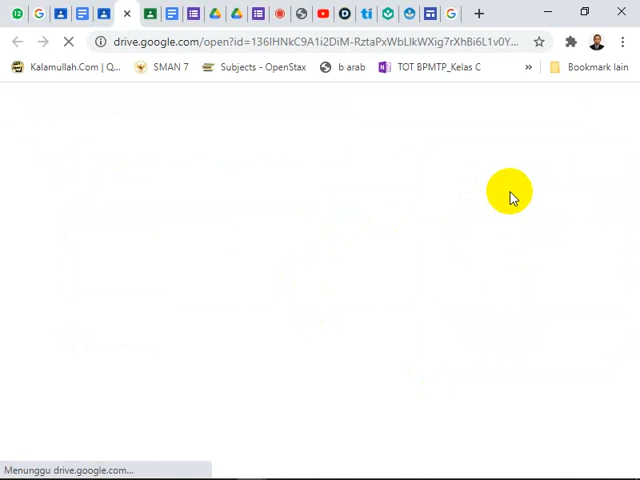 drive.google.com/open?id=136IHNkC9A1i2DiM-RztaPxWbLlkWXig7rXhBi6L1v0Y...
Kalamullah.Com | Q... SMAN 7 Subjects - OpenStax b arab TOT BPMTP_Kelas C » Bookmark lain
Menunggu drive.google.com...